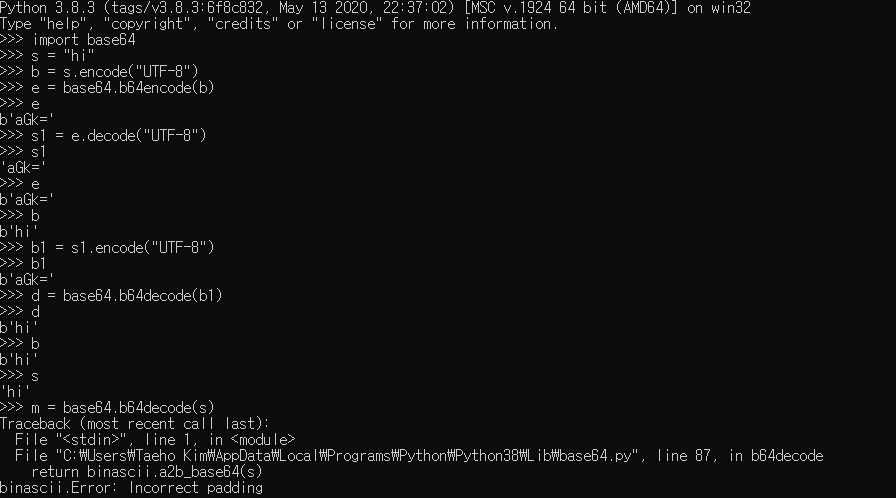 Python 3.8.3 (tags/v3.8.3:6f8c832, May 13 2020, 22:37:02) [MSC v.1924 64 bit (AMD64)] on win32
Type "help", "copyright", "credits" or "license" for more information.
>>> import base64
>>> s = "hi"
>>> b = s.encode("UTF-8")
>>> e = base64.b64encode(b)
>>> e
b'aGk='
>>> s1 = e.decode("UTF-8")
>>> s1
'aGk='
>>> e
b'aGk='
>>> b
b'hi'
>>> b1 = s1.encode("UTF-8")
>>> b1
b'aGk='
>>> d = base64.b64decode(b1)
>>> d
b'hi'
>>> b
b'hi'
>>> s
'hi'
>>> m = base64.b64decode(s)
Traceback (most recent call last):
  File "<stdin>", line 1, in <module>
  File "C:₩Users₩Taeho Kim₩AppData₩Local₩Programs₩Python₩Python38₩Lib₩base64.py", line 87, in b64decode
    return binascii.a2b_base64(s)
binascii.Error: Incorrect padding